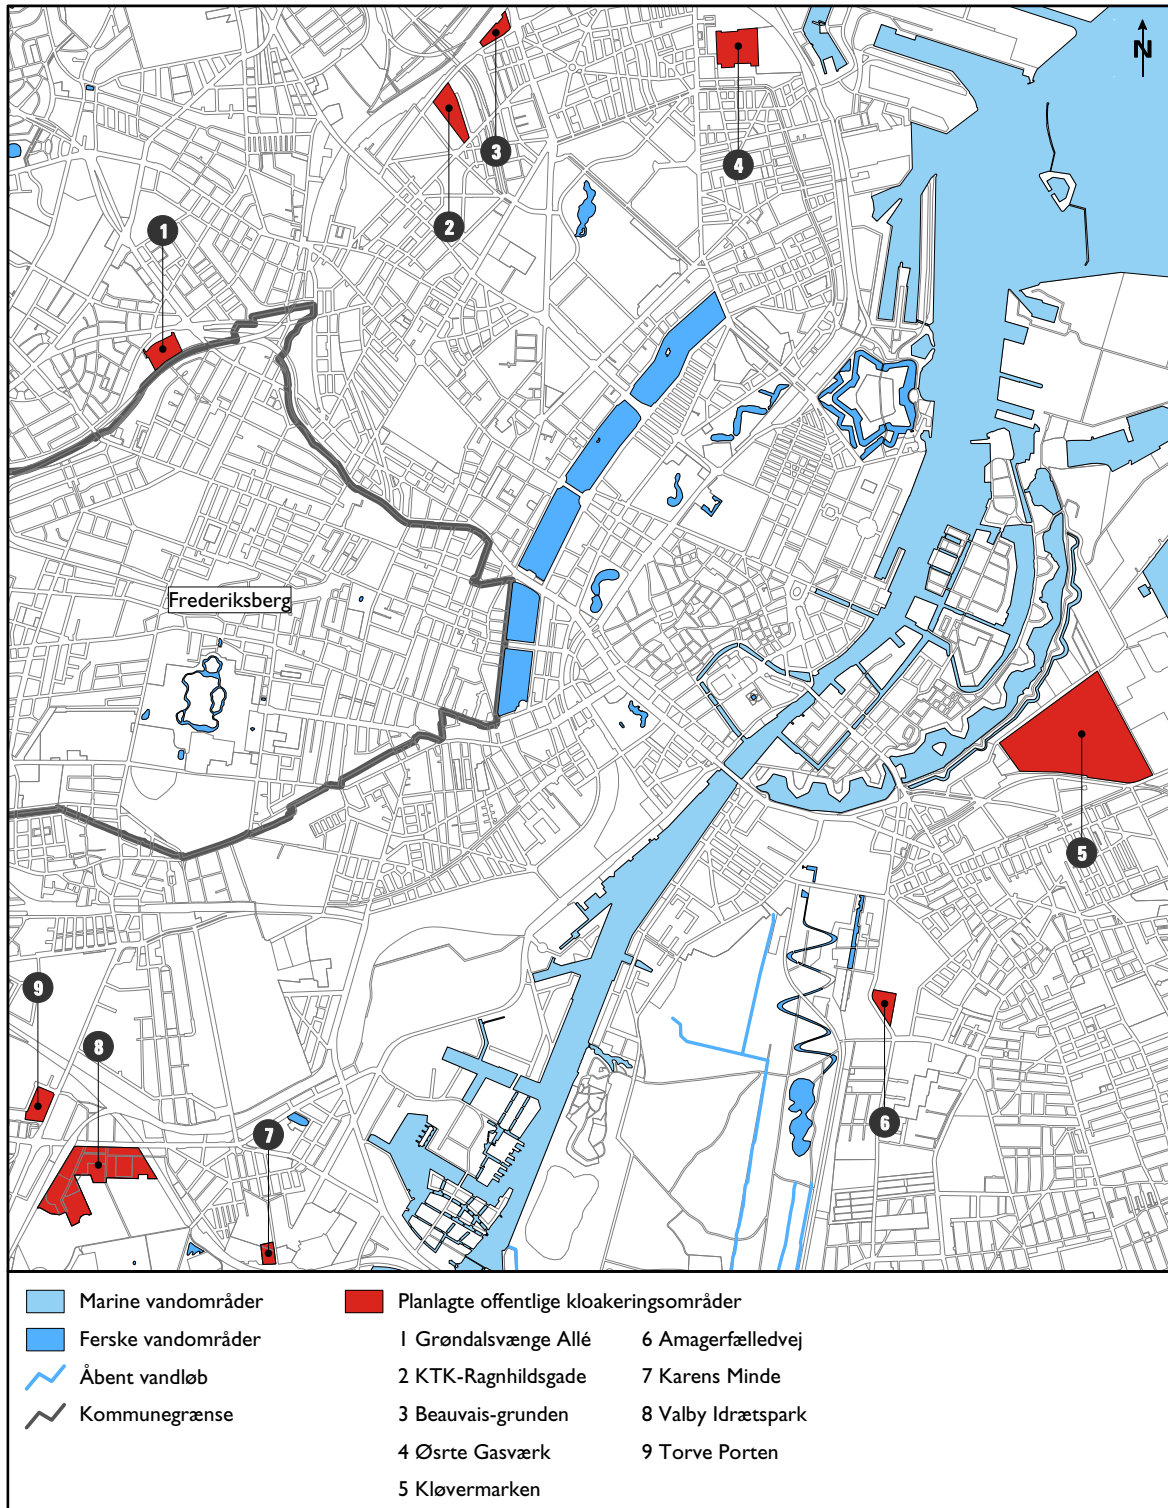 N
3
4
2
1
Frederiksberg
5
9
8
6
7
Marine vandområder
Ferske vandområder
Åbent vandløb
Kommunegrænse
Planlagte offentlige kloakeringsområder
1 Grøndalsvænge Allé
2 KTK-Ragnhildsgade
3 Beauvais-grunden
4 Øsrte Gasværk
5 Kløvermarken
6 Amagerfælledvej
7 Karens Minde
8 Valby Idrætspark
9 Torve Porten